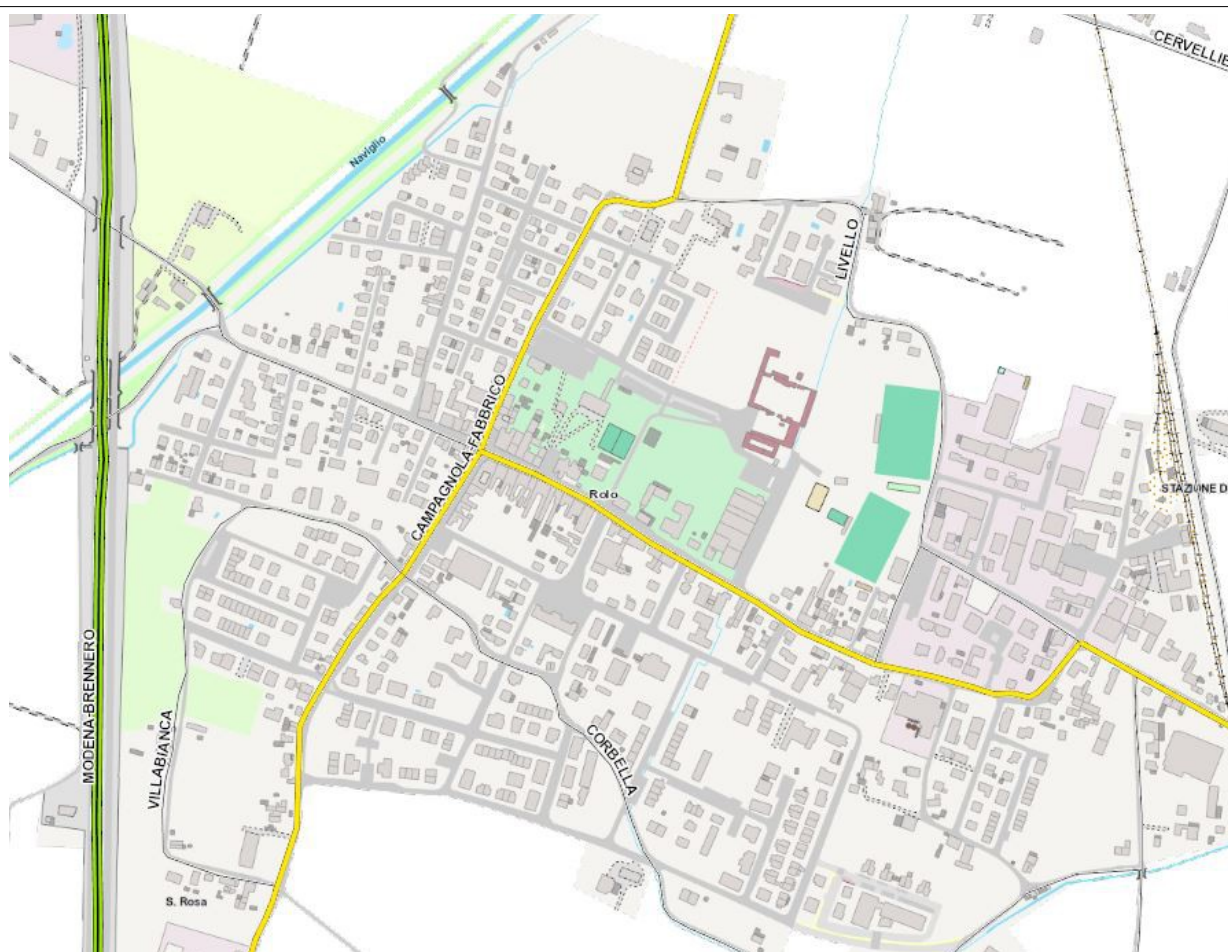 CERVELLIE
Naviglio
LIVELLO
CAMPAGNOLA-FABBRICO
STAZIONE D
Rolo
MODENA-BRENNERO
VILLABIANCA
CORBELLA
S. Rosa